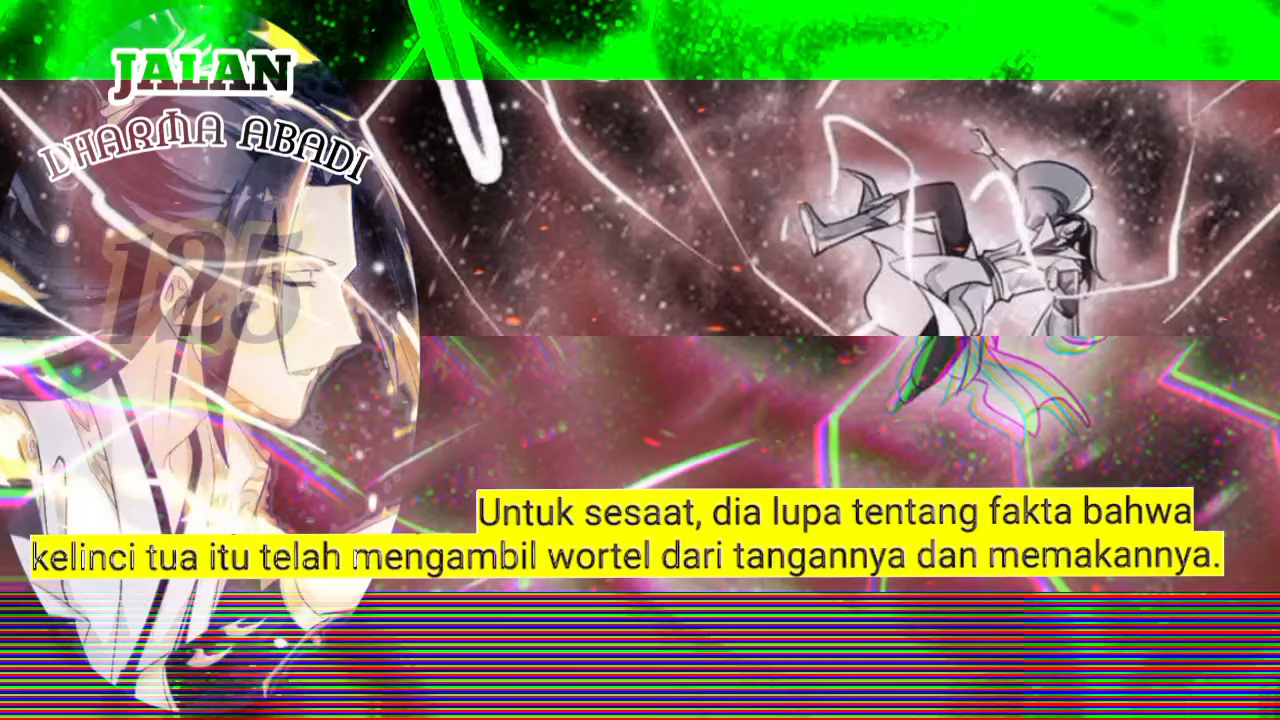 JALAN
DHARMA ABADI
125
Untuk sesaat, dia lupa tentang fakta bahwa
kelinci tua itu telah mengambil wortel dari tangannya dan memakannya.